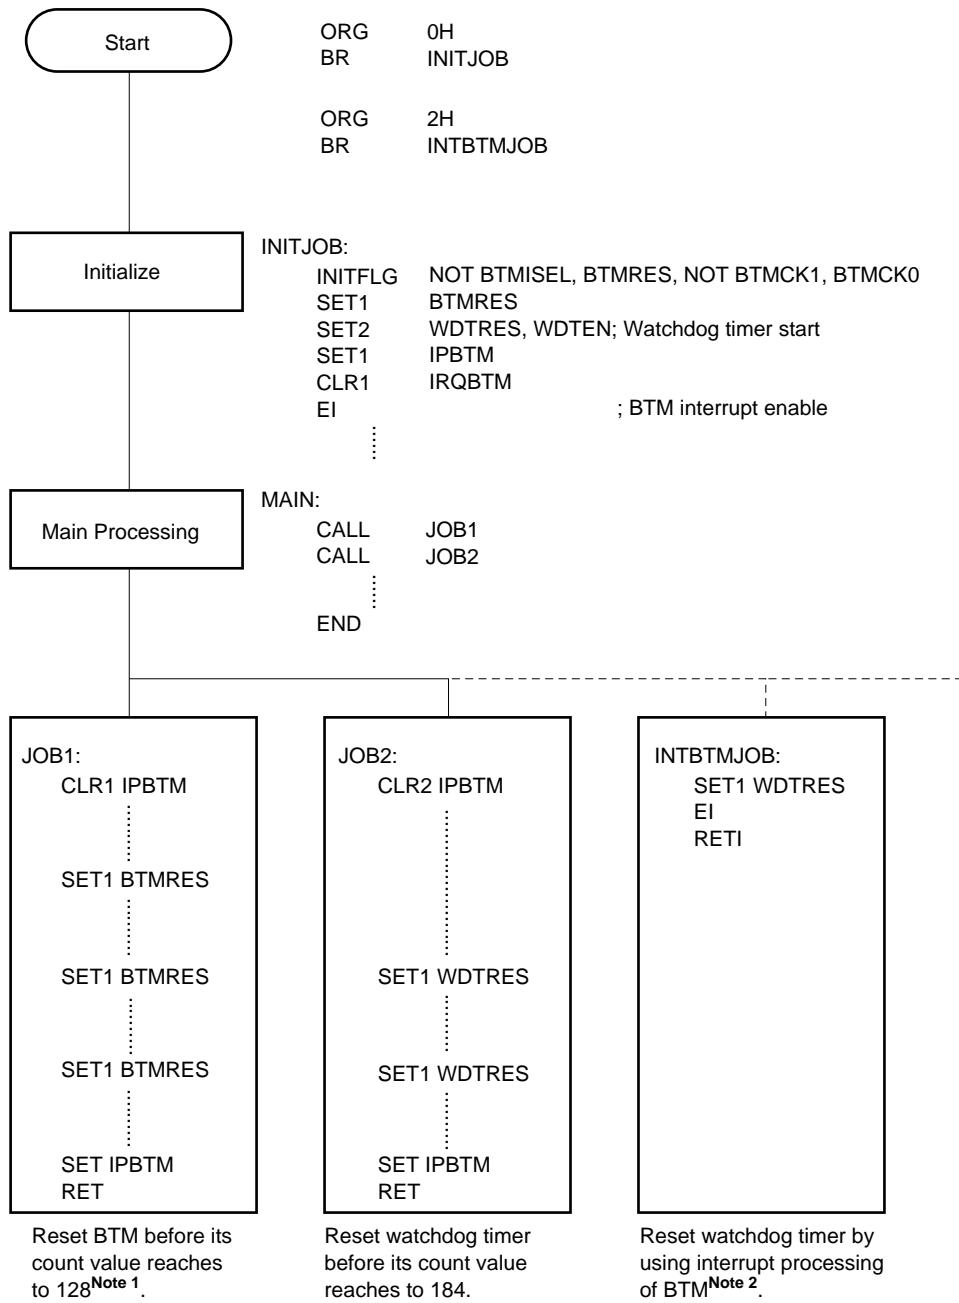 Start
ORG 0H
BR INITJOB
ORG 2H
BR INTBTMJOB
Initialize
INITJOB:
INITFLG NOT BTMISEL, BTMRES, NOT BTMCK1, BTMCK0
SET1 BTMRES
SET2 WDTRES, WDTEN; Watchdog timer start
SET1 IPBTM
CLR1 IRQBTM
EI ; BTM interrupt enable
Main Processing
MAIN:
CALL JOB1
CALL JOB2
END
JOB1:
CLR1 IPBTM
SET1 BTMRES
SET1 BTMRES
SET1 BTMRES
SET IPBTM
RET
Reset BTM before its
count value reaches
to 128Note 1.
JOB2:
CLR2 IPBTM
SET1 WDTRES
SET1 WDTRES
SET IPBTM
RET
Reset watchdog timer
before its count value
reaches to 184.
INTBTMJOB:
SET1 WDTRES
EI
RETI
Reset watchdog timer by
using interrupt processing
of BTMNote 2.